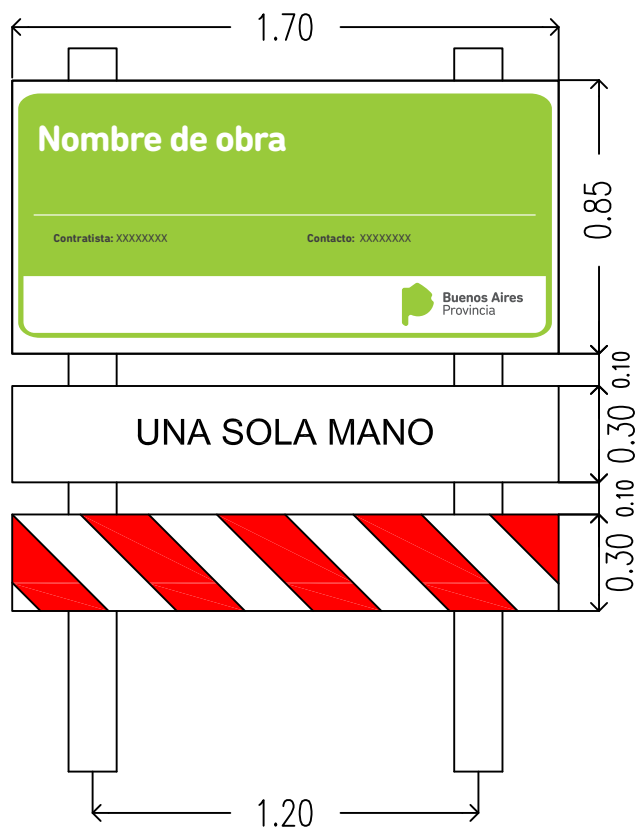 1.70
Nombre de obra
Contratista: XXXXXXXX Contacto: XXXXXXXX
Buenos Aires
Provincia
0.85
0.10
UNA SOLA MANO
0.30
0.10
0.30
1.20